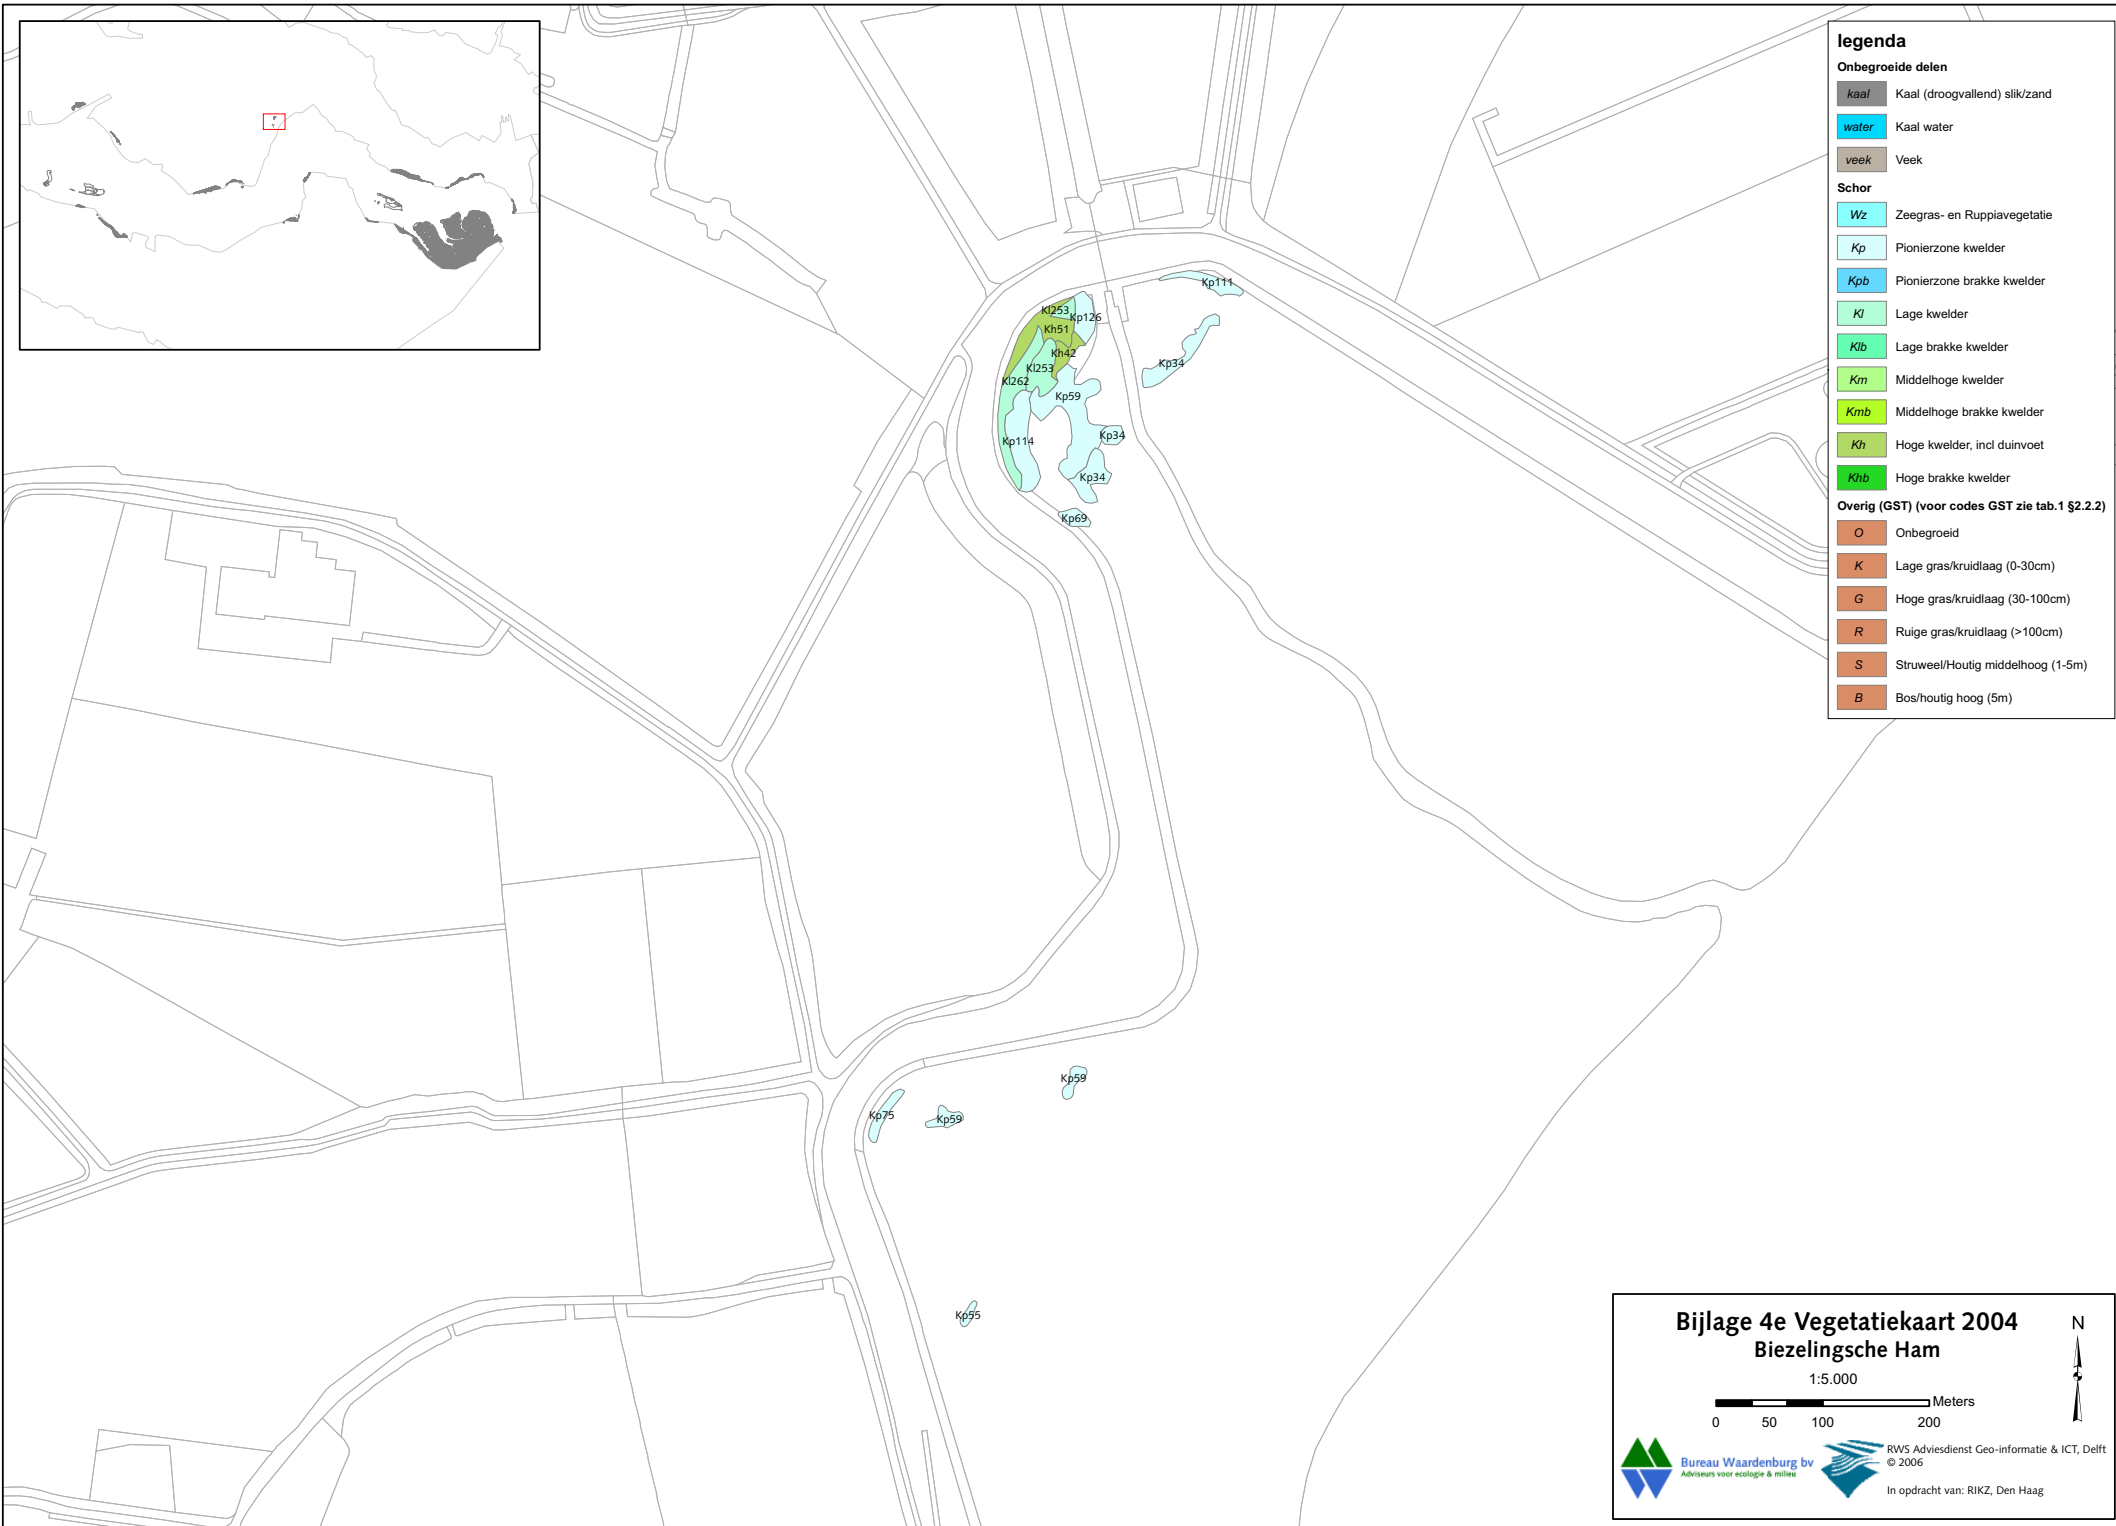 legenda
Onbegroeide delen
kaal Kaal (droogvallend) slik/zand
water Kaal water
veek Veek
Schor
Wz Zeegras- en Ruppiavegetatie
Kp Pionierzone kwelder
Kpb Pionierzone brakke kwelder
Kl Lage kwelder
Klb Lage brakke kwelder
Km Middelhoge kwelder
Kmb Middelhoge brakke kwelder
Kh Hoge kwelder, incl duinvoet
Khb Hoge brakke kwelder
Overig (GST) (voor codes GST zie tab.1 §2.2.2)
O Onbegroeid
K Lage gras/kruidlaag (0-30cm)
G Hoge gras/kruidlaag (30-100cm)
R Ruige gras/kruidlaag (>100cm)
S Struweel/Houtig middelhoog (1-5m)
B Bos/houtig hoog (5m)
Kp111
Kl253
Kp126
Kh51
Kh42
Kp34
Kl253
Kl262
Kp59
Kp34
Kp114
Kp34
Kp69
Kp59
Kp75
Kp59
Kp55
Bijlage 4e Vegetatiekaart 2004
Biezelingsche Ham
N
1:5.000
Meters
0 50 100 200
Bureau Waardenburg bv
Adviseurs voor ecologie & milieu
RWS Adviesdienst Geo-informatie & ICT, Delft
© 2006
In opdracht van: RIKZ, Den Haag